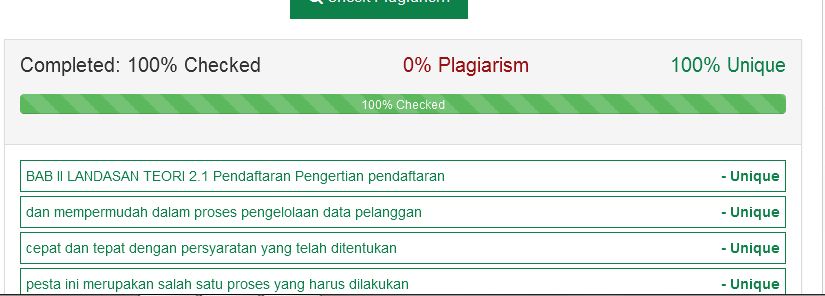 Check Plagiarism
Completed: 100% Checked
0% Plagiarism
100% Unique
100% Checked
BAB II LANDASAN TEORI 2.1 Pendaftaran Pengertian pendaftaran - Unique
dan mempermudah dalam proses pengelolaan data pelanggan - Unique
cepat dan tepat dengan persyaratan yang telah ditentukan - Unique
pesta ini merupakan salah satu proses yang harus dilakukan - Unique